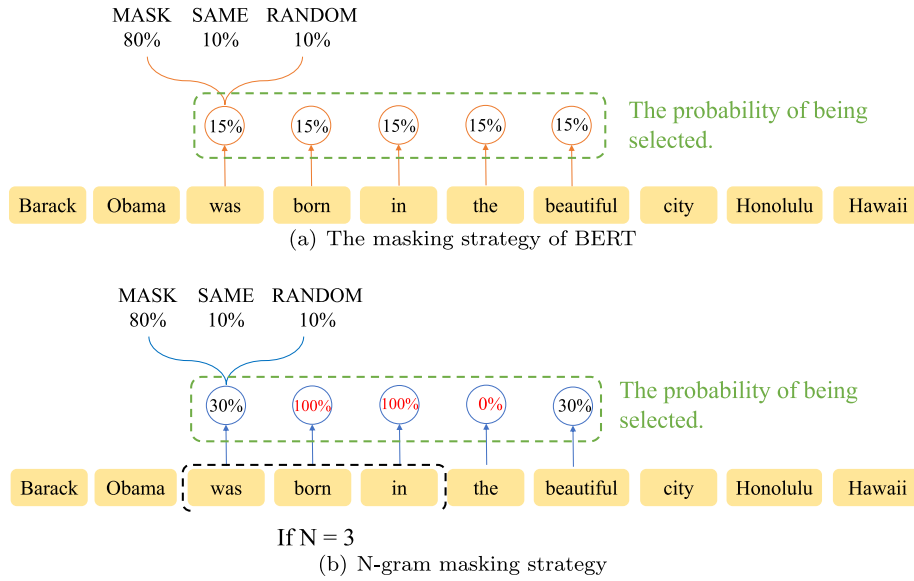 MASK SAME RANDOM
80% 10% 10%
15% 15% 15% 15% 15%
The probability of being
selected.
Barack Obama was born in the beautiful city Honolulu Hawaii
(a) The masking strategy of BERT
MASK SAME RANDOM
80% 10% 10%
30% 100% 100% 0% 30%
The probability of being
selected.
Barack Obama was born in the beautiful city Honolulu Hawaii
If N = 3
(b) N-gram masking strategy